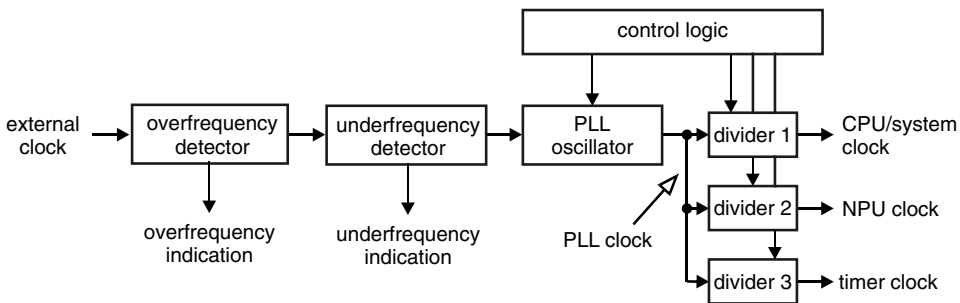 control logic
external
clock
overfrequency
detector
underfrequency
detector
PLL
oscillator
divider 1
CPU/system
clock
divider 2
NPU clock
PLL clock
overfrequency
indication
underfrequency
indication
divider 3
timer clock